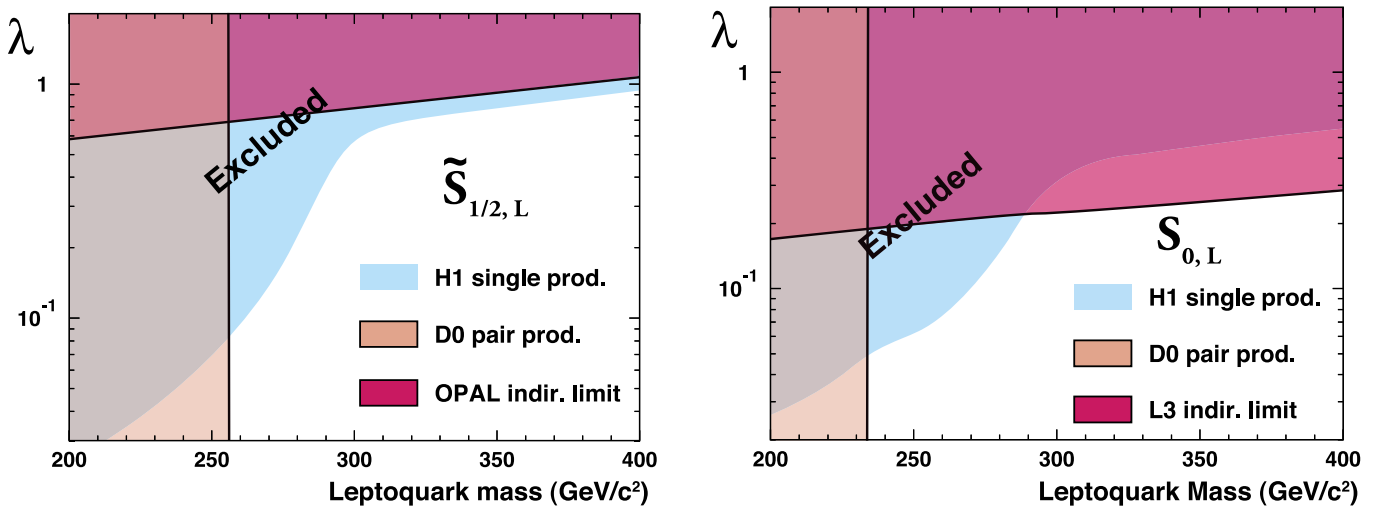 λ
1
10⁻¹
Excluded
S̃1/2, L
H1 single prod.
D0 pair prod.
OPAL indir. limit
200 250 300 350 400
Leptoquark mass (GeV/c²)
λ
1
10⁻¹
Excluded
S0, L
H1 single prod.
D0 pair prod.
L3 indir. limit
200 250 300 350 400
Leptoquark Mass (GeV/c²)